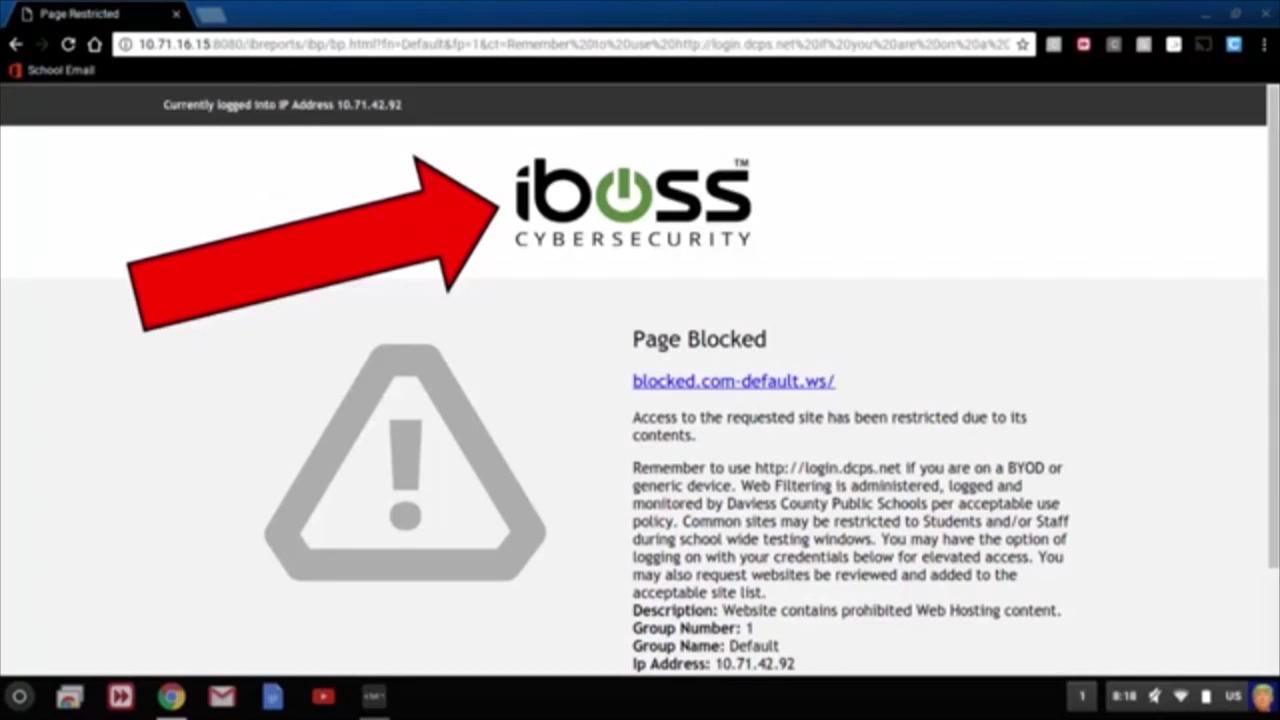 Page Restricted
10.71.16.15:8080/ibreports/ibp/bp.html?fn=Default&fp=1&ct=Remember%20to%20use%20http://login.dcps.net%20if%20you%20are%20on%20a%20
School Email
Currently logged into IP Address 10.71.42.92
iboss™
CYBERSECURITY
Page Blocked
blocked.com-default.ws/
Access to the requested site has been restricted due to its
contents.
Remember to use http://login.dcps.net if you are on a BYOD or
generic device. Web Filtering is administered, logged and
monitored by Daviess County Public Schools per acceptable use
policy. Common sites may be restricted to Students and/or Staff
during school wide testing windows. You may have the option of
logging on with your credentials below for elevated access. You
may also request websites be reviewed and added to the
acceptable site list.
Description: Website contains prohibited Web Hosting content.
Group Number: 1
Group Name: Default
Ip Address: 10.71.42.92
1 8:18 US